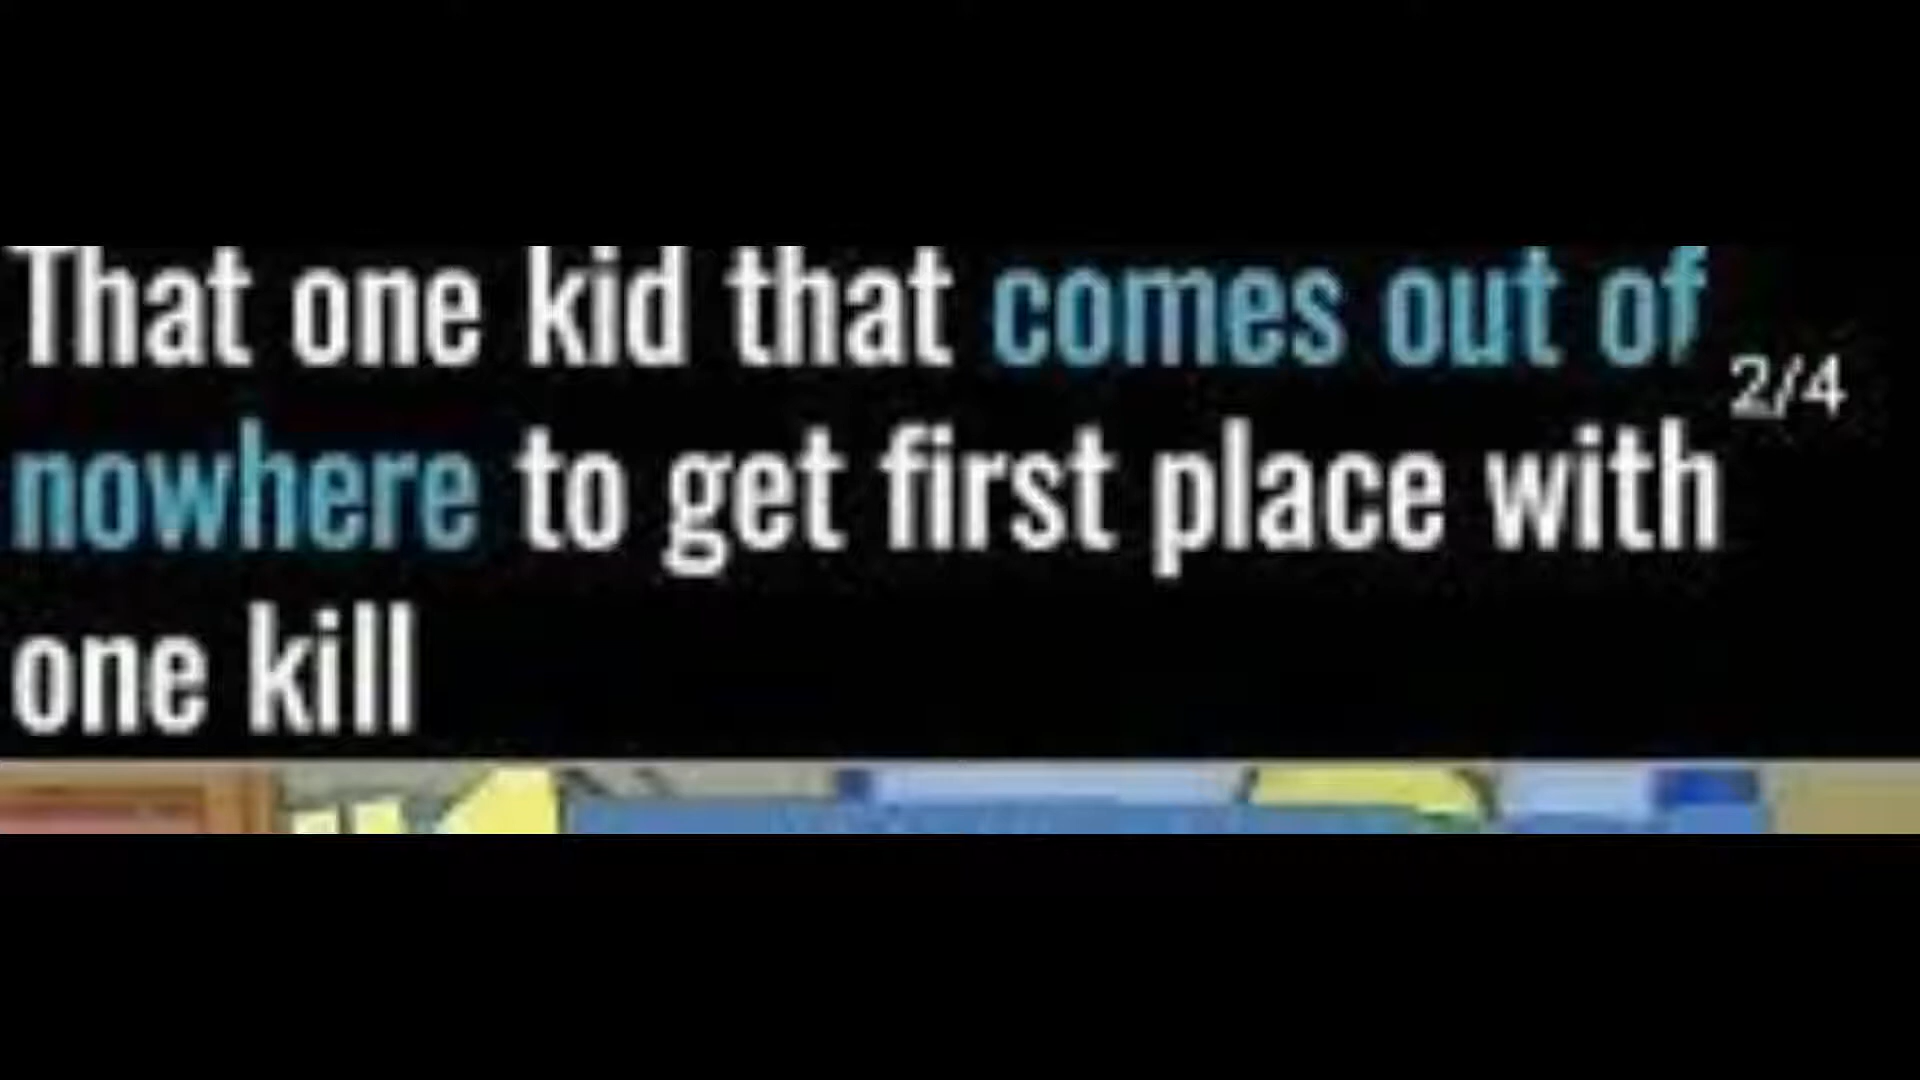 That one kid that comes out of
2/4
nowhere to get first place with
one kill